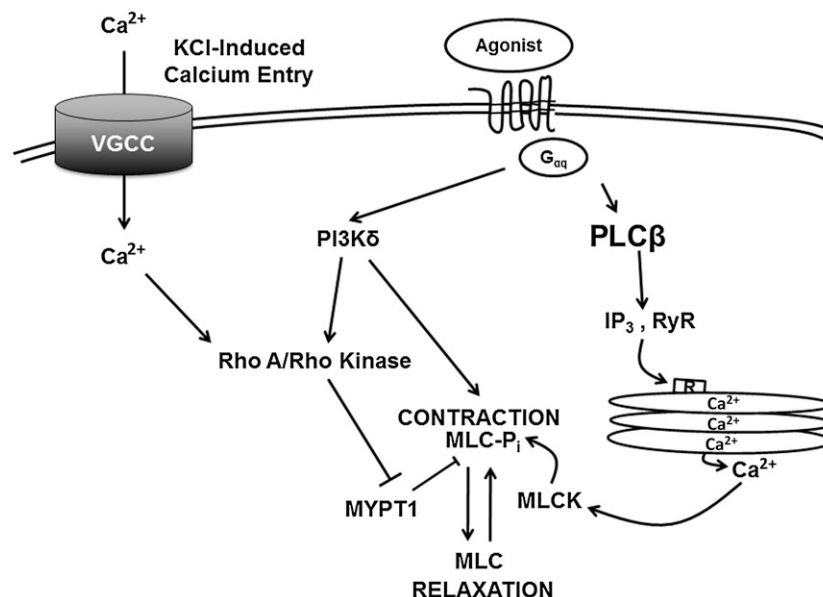 Ca2+
KCl-Induced
Calcium Entry
Agonist
VGCC
Gαq
Ca2+
PI3Kδ
PLCβ
IP3 , RyR
Rho A/Rho Kinase
R
Ca2+
Ca2+
Ca2+
CONTRACTION
MLC-Pi
Ca2+
MYPT1
MLCK
MLC
RELAXATION